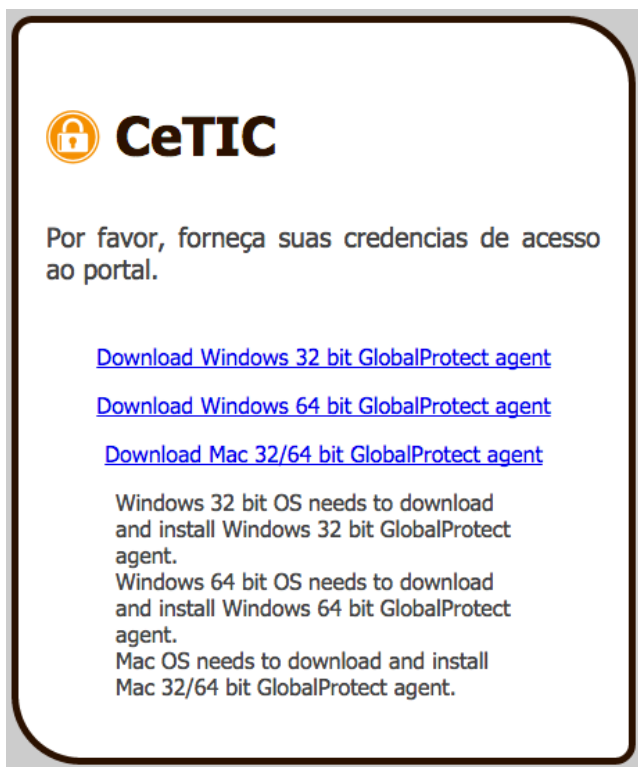 CeTIC
Por favor, forneça suas credencias de acesso
ao portal.
Download Windows 32 bit GlobalProtect agent
Download Windows 64 bit GlobalProtect agent
Download Mac 32/64 bit GlobalProtect agent
Windows 32 bit OS needs to download
and install Windows 32 bit GlobalProtect
agent.
Windows 64 bit OS needs to download
and install Windows 64 bit GlobalProtect
agent.
Mac OS needs to download and install
Mac 32/64 bit GlobalProtect agent.